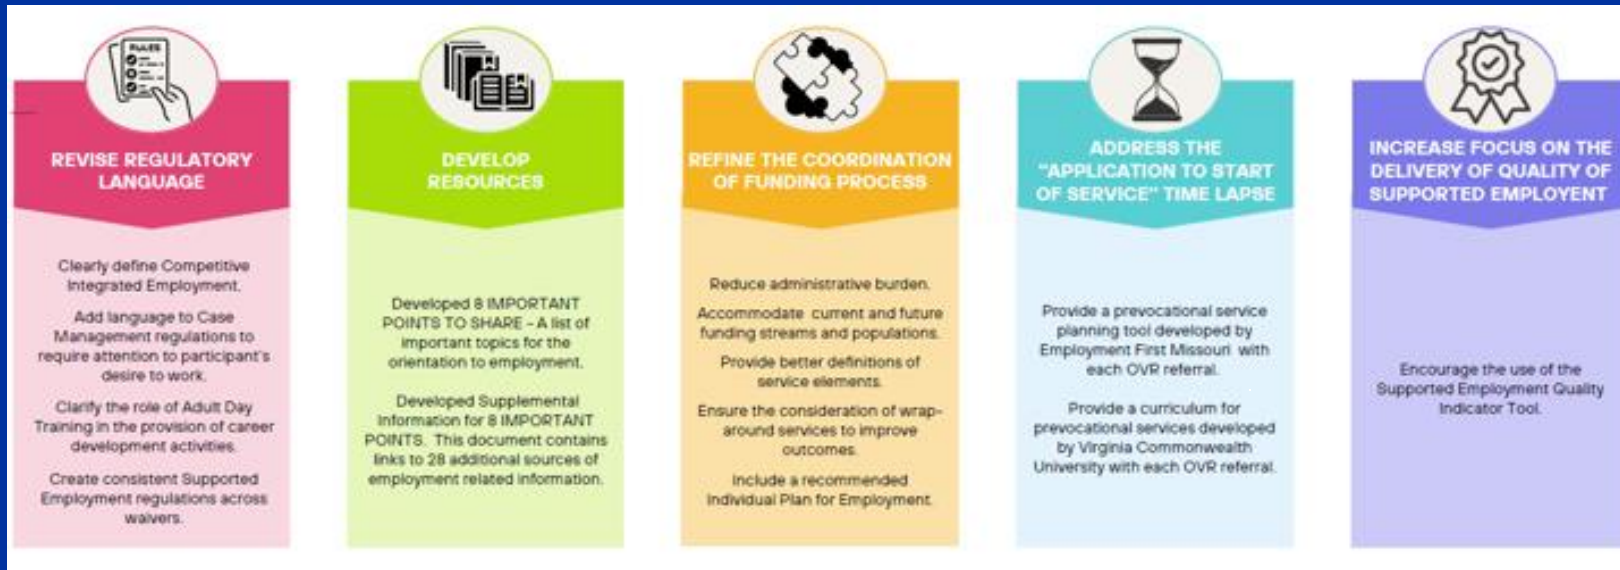 RULES
REVISE REGULATORY
LANGUAGE
Clearly define Competitive
Integrated Employment.
Add language to Case
Management regulations to
require attention to participant's
desire to work.
Clarify the role of Adult Day
Training in the provision of career
development activities.
Create consistent Supported
Employment regulations across
waivers.
DEVELOP
RESOURCES
Developed 8 IMPORTANT
POINTS TO SHARE – A list of
important topics for the
orientation to employment.
Developed Supplemental
Information for 8 IMPORTANT
POINTS. This document contains
links to 28 additional sources of
employment related information.
REFINE THE COORDINATION
OF FUNDING PROCESS
Reduce administrative burden.
Accommodate current and future
funding streams and populations.
Provide better definitions of
service elements.
Ensure the consideration of wrap-
around services to improve
outcomes.
Include a recommended
Individual Plan for Employment.
ADDRESS THE
"APPLICATION TO START
OF SERVICE" TIME LAPSE
Provide a prevocational service
planning tool developed by
Employment First Missouri with
each OVR referral.
Provide a curriculum for
prevocational services developed
by Virginia Commonwealth
University with each OVR referral.
INCREASE FOCUS ON THE
DELIVERY OF QUALITY OF
SUPPORTED EMPLOYENT
Encourage the use of the
Supported Employment Quality
Indicator Tool.